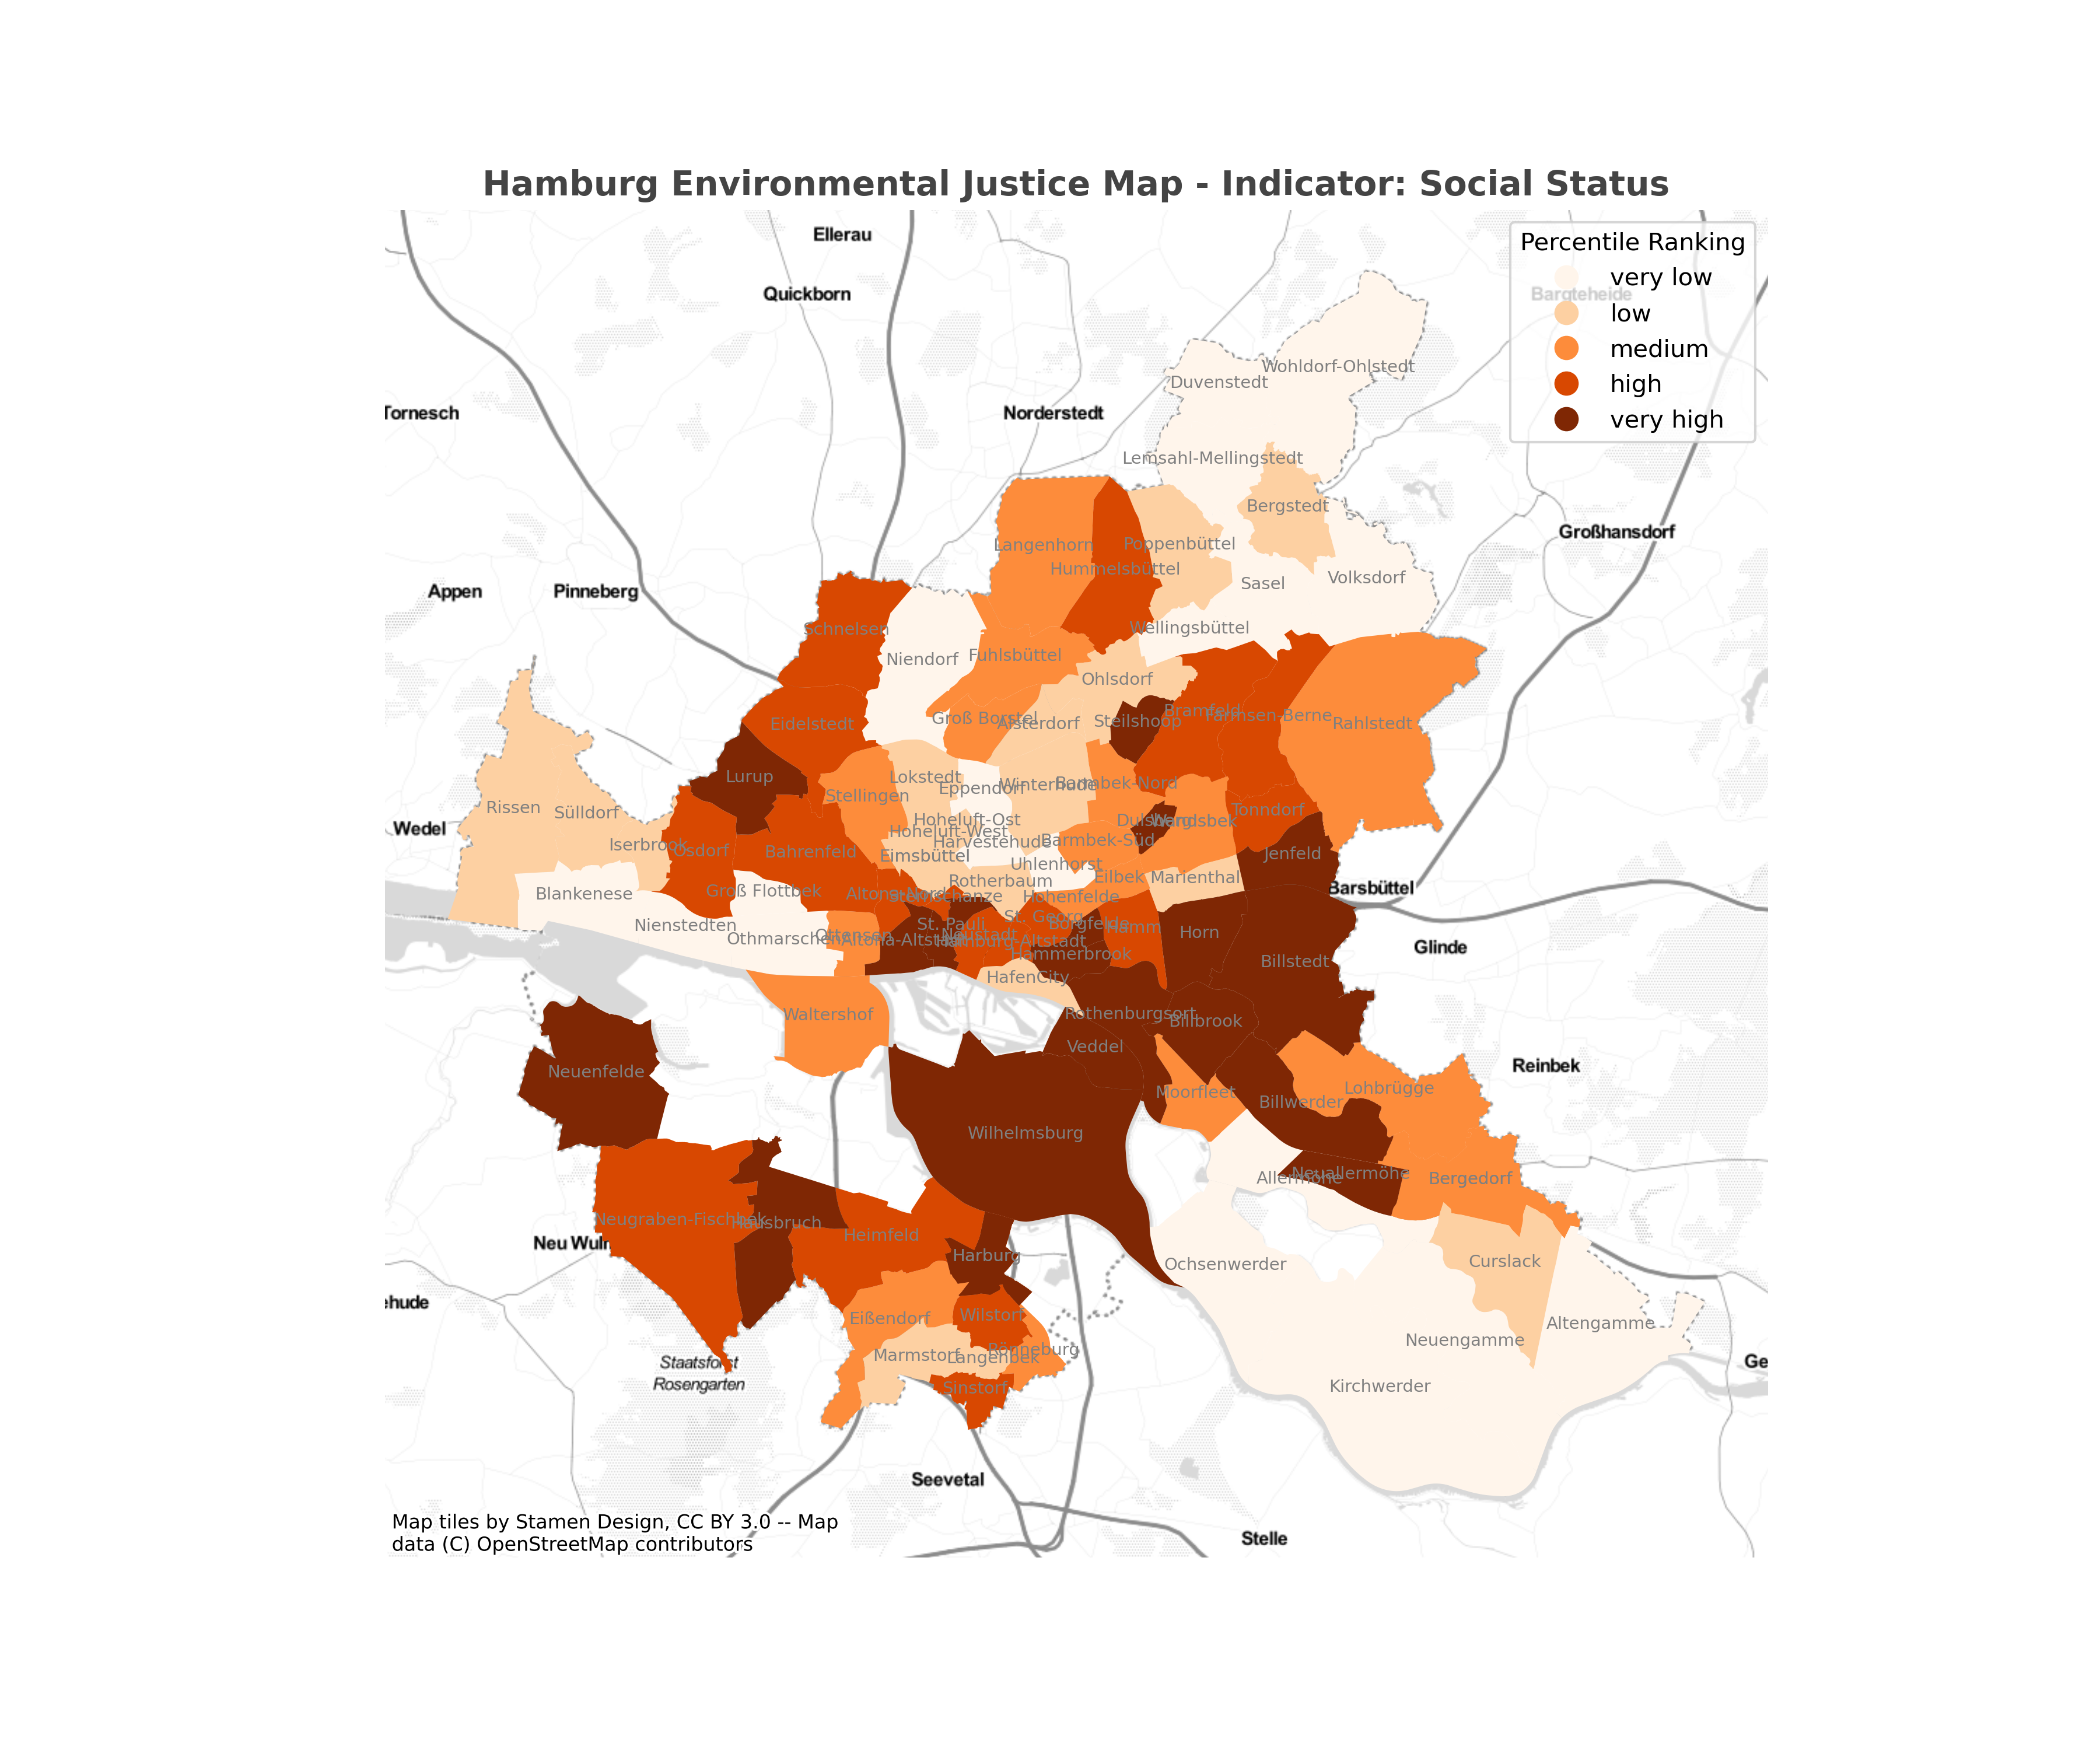 Hamburg Environmental Justice Map - Indicator: Social Status
Percentile Ranking
very low
low
medium
high
very high
Ellerau
Quickborn
Bargteheide
Tornesch
Norderstedt
Großhansdorf
Appen
Pinneberg
Wedel
Barsbüttel
Glinde
Reinbek
Neu Wulm
ehude
Staatsforst
Rosengarten
Seevetal
Stelle
Ge
Wohldorf-Ohlstedt
Duvenstedt
Lemsahl-Mellingstedt
Bergstedt
Langenhorn
Poppenbüttel
Hummelsbüttel
Sasel
Volksdorf
Schnelsen
Wellingsbüttel
Niendorf
Fuhlsbüttel
Ohlsdorf
Eidelstedt
Groß Borstel
Alsterdorf
Steilshoop
Bramfeld
Farmsen-Berne
Rahlstedt
Lurup
Lokstedt
Eppendorf
Winterhude
Barmbek-Nord
Stellingen
Rissen
Sülldorf
Hoheluft-Ost
Hoheluft-West
Dulsberg
Wandsbek
Tonndorf
Iserbrook
Osdorf
Bahrenfeld
Harvestehude
Barmbek-Süd
Eimsbüttel
Jenfeld
Uhlenhorst
Eilbek
Marienthal
Rotherbaum
Blankenese
Groß Flottbek
Altona-Nord
Sternschanze
Hohenfelde
Nienstedten
St. Pauli
St. Georg
Borgfelde
Hamm
Horn
Othmarschen
Ottensen
Altona-Altstadt
Neustadt
Hamburg-Altstadt
Hammerbrook
Billstedt
HafenCity
Waltershof
Rothenburgsort
Billbrook
Veddel
Neuenfelde
Moorfleet
Billwerder
Lohbrügge
Wilhelmsburg
Allermöhe
Neuallermöhe
Bergedorf
Neugraben-Fischbek
Hausbruch
Heimfeld
Harburg
Ochsenwerder
Curslack
Eißendorf
Wilstorf
Altengamme
Neuengamme
Marmstorf
Langenbek
Rönneburg
Sinstorf
Kirchwerder
Map tiles by Stamen Design, CC BY 3.0 -- Map
data (C) OpenStreetMap contributors